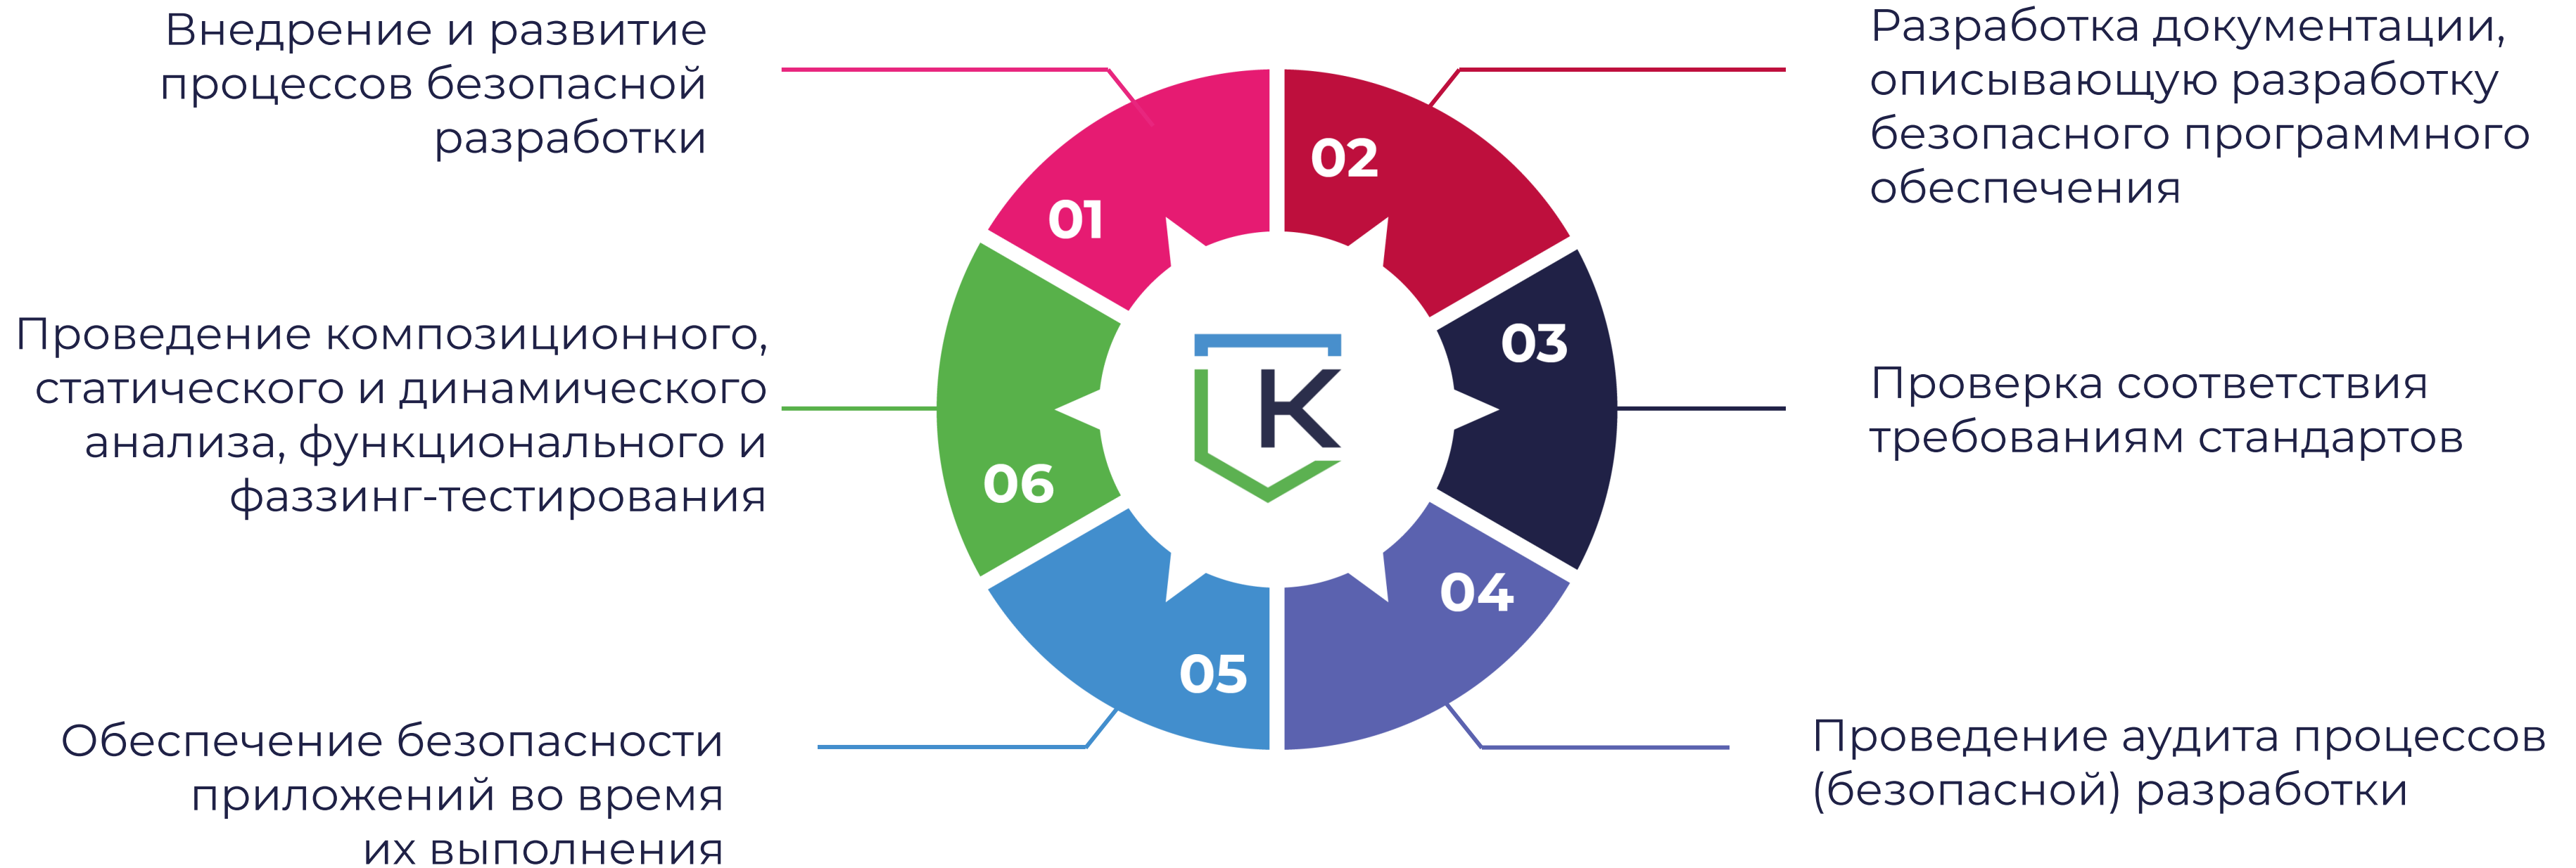 Внедрение и развитие
процессов безопасной
разработки
01
02
Разработка документации,
описывающую разработку
безопасного программного
обеспечения
03
Проверка соответствия
требованиям стандартов
04
Проведение аудита процессов
(безопасной) разработки
05
Обеспечение безопасности
приложений во время
их выполнения
06
Проведение композиционного,
статического и динамического
анализа, функционального и
фаззинг-тестирования
K